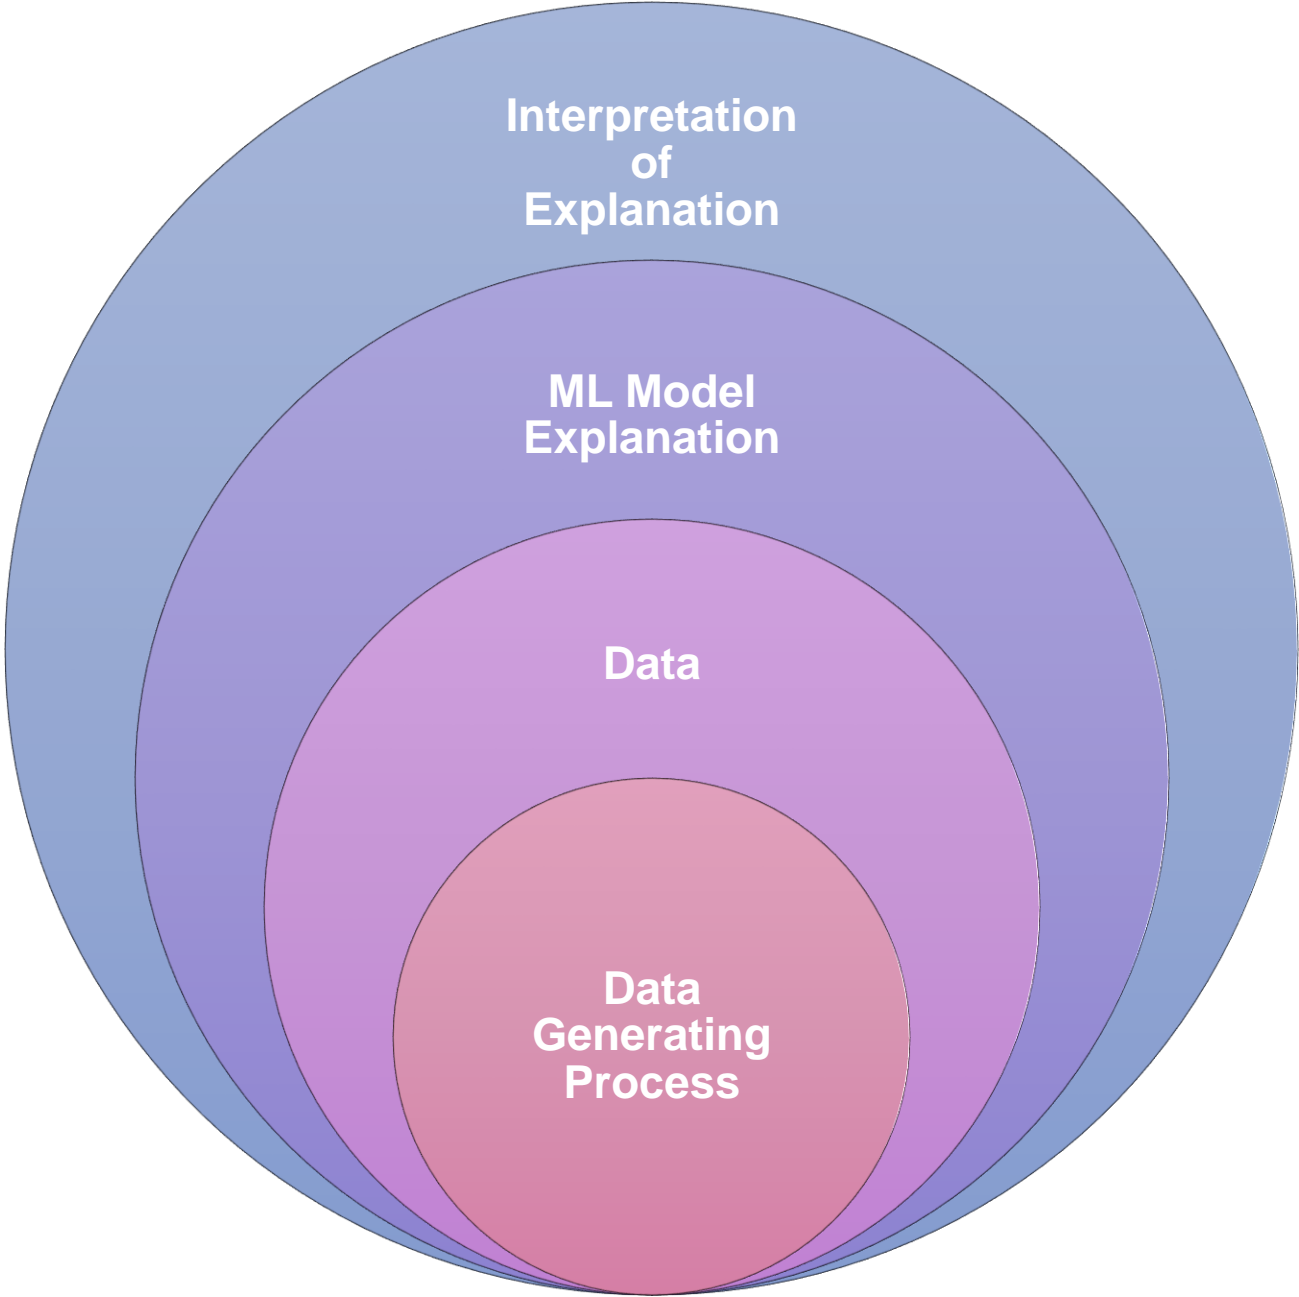 Interpretation
of
Explanation
ML Model
Explanation
Data
Data
Generating
Process